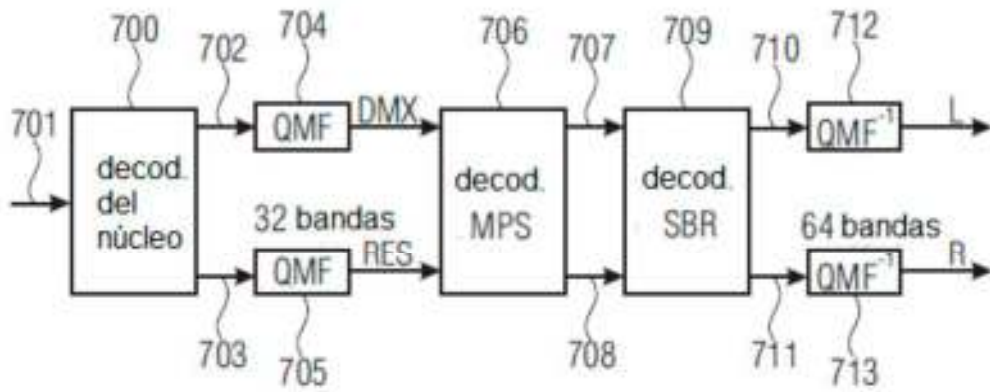 700
702
704
706
707
709
710
712
701
QMF
DMX
QMF⁻¹
L
decod.
del
núcleo
decod.
MPS
decod.
SBR
32 bandas
64 bandas
QMF
RES
QMF⁻¹
R
703
705
708
711
713